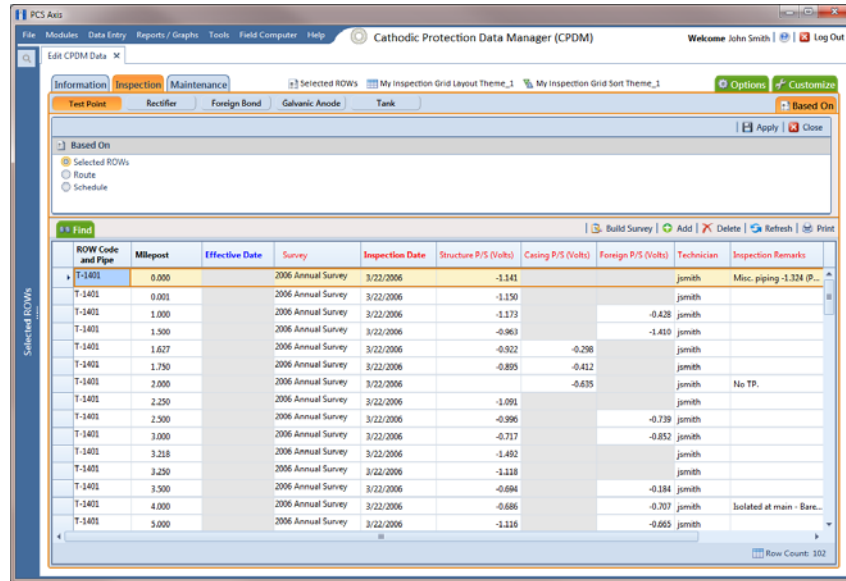 PCS Axis
File Modules Data Entry Reports / Graphs Tools Field Computer Help Cathodic Protection Data Manager (CPDM) Welcome John Smith | Log Out
Edit CPDM Data
Information Inspection Maintenance Selected ROWs My Inspection Grid Layout Theme_1 My Inspection Grid Sort Theme_1 Options Customize
Test Point Rectifier Foreign Bond Galvanic Anode Tank Based On
Apply | Close
Based On
Selected ROWs
Route
Schedule
Find Build Survey | Add | Delete | Refresh | Print
ROW Code and Pipe Milepost Effective Date Survey Inspection Date Structure P/S (Volts) Casing P/S (Volts) Foreign P/S (Volts) Technician Inspection Remarks
T-1401 0.000 2006 Annual Survey 3/22/2006 -1.141 jsmith Misc. piping -1.324 (P...
T-1401 0.001 2006 Annual Survey 3/22/2006 -1.150 jsmith
T-1401 1.000 2006 Annual Survey 3/22/2006 -1.173 -0.428 jsmith
T-1401 1.500 2006 Annual Survey 3/22/2006 -0.963 -1.410 jsmith
T-1401 1.627 2006 Annual Survey 3/22/2006 -0.922 -0.298 jsmith
T-1401 1.750 2006 Annual Survey 3/22/2006 -0.895 -0.412 jsmith
T-1401 2.000 2006 Annual Survey 3/22/2006 -0.635 jsmith No TP.
T-1401 2.250 2006 Annual Survey 3/22/2006 -1.091 jsmith
T-1401 2.500 2006 Annual Survey 3/22/2006 -0.996 -0.739 jsmith
T-1401 3.000 2006 Annual Survey 3/22/2006 -0.717 -0.852 jsmith
T-1401 3.218 2006 Annual Survey 3/22/2006 -1.492 jsmith
T-1401 3.250 2006 Annual Survey 3/22/2006 -1.118 jsmith
T-1401 3.500 2006 Annual Survey 3/22/2006 -0.694 -0.184 jsmith
T-1401 4.000 2006 Annual Survey 3/22/2006 -0.686 -0.707 jsmith Isolated at main - Bare...
T-1401 5.000 2006 Annual Survey 3/22/2006 -1.116 -0.665 jsmith
Row Count: 102
Selected ROWs